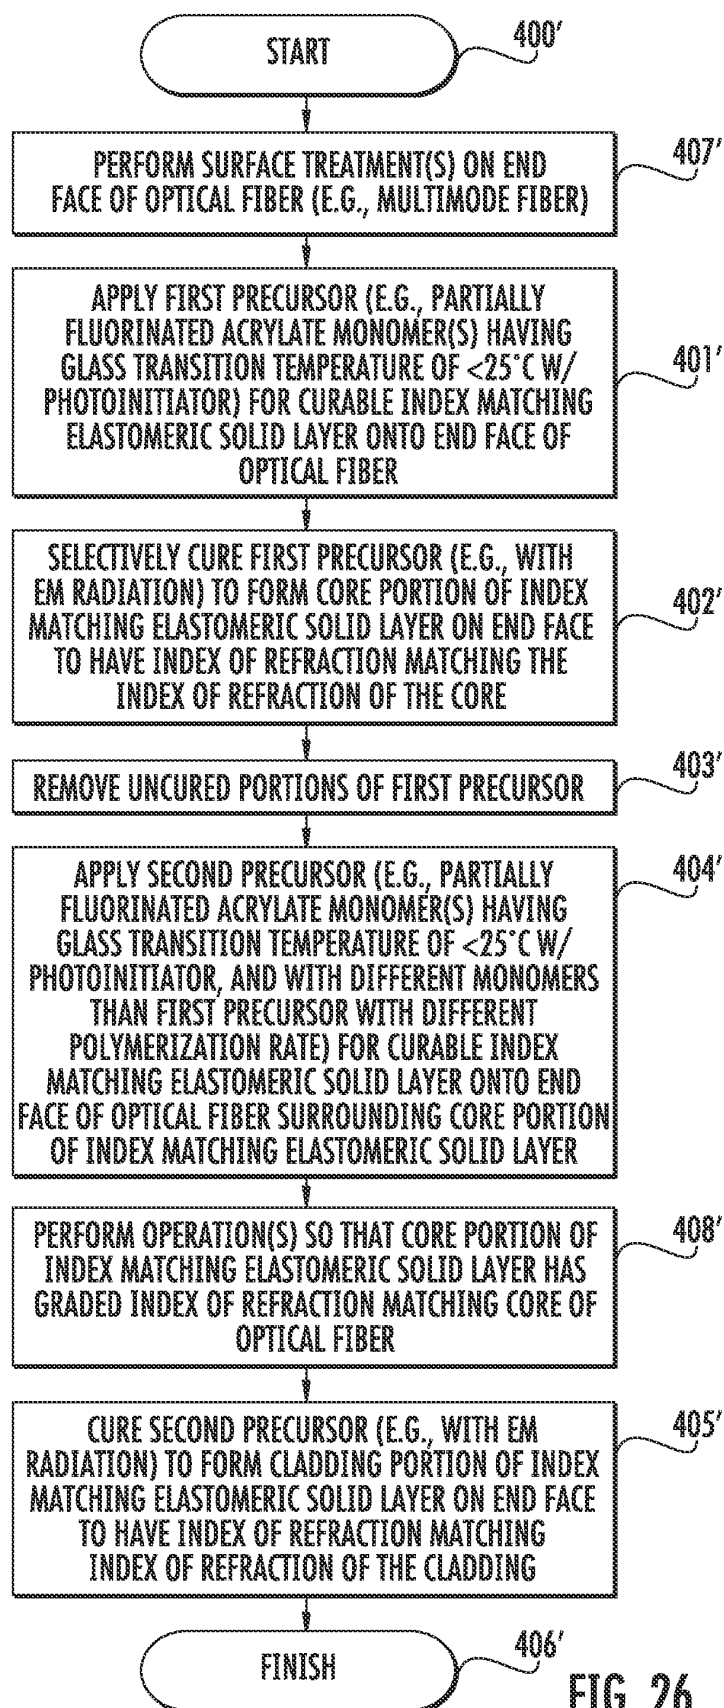 START
400'
PERFORM SURFACE TREATMENT(S) ON END
FACE OF OPTICAL FIBER (E.G., MULTIMODE FIBER)
407'
APPLY FIRST PRECURSOR (E.G., PARTIALLY
FLUORINATED ACRYLATE MONOMER(S) HAVING
GLASS TRANSITION TEMPERATURE OF <25°C W/
PHOTOINITIATOR) FOR CURABLE INDEX MATCHING
ELASTOMERIC SOLID LAYER ONTO END FACE OF
OPTICAL FIBER
401'
SELECTIVELY CURE FIRST PRECURSOR (E.G., WITH
EM RADIATION) TO FORM CORE PORTION OF INDEX
MATCHING ELASTOMERIC SOLID LAYER ON END FACE
TO HAVE INDEX OF REFRACTION MATCHING THE
INDEX OF REFRACTION OF THE CORE
402'
REMOVE UNCURED PORTIONS OF FIRST PRECURSOR
403'
APPLY SECOND PRECURSOR (E.G., PARTIALLY
FLUORINATED ACRYLATE MONOMER(S) HAVING
GLASS TRANSITION TEMPERATURE OF <25°C W/
PHOTOINITIATOR, AND WITH DIFFERENT MONOMERS
THAN FIRST PRECURSOR WITH DIFFERENT
POLYMERIZATION RATE) FOR CURABLE INDEX
MATCHING ELASTOMERIC SOLID LAYER ONTO END
FACE OF OPTICAL FIBER SURROUNDING CORE PORTION
OF INDEX MATCHING ELASTOMERIC SOLID LAYER
404'
PERFORM OPERATION(S) SO THAT CORE PORTION OF
INDEX MATCHING ELASTOMERIC SOLID LAYER HAS
GRADED INDEX OF REFRACTION MATCHING CORE OF
OPTICAL FIBER
408'
CURE SECOND PRECURSOR (E.G., WITH EM
RADIATION) TO FORM CLADDING PORTION OF INDEX
MATCHING ELASTOMERIC SOLID LAYER ON END FACE
TO HAVE INDEX OF REFRACTION MATCHING
INDEX OF REFRACTION OF THE CLADDING
405'
FINISH
406'
FIG. 26